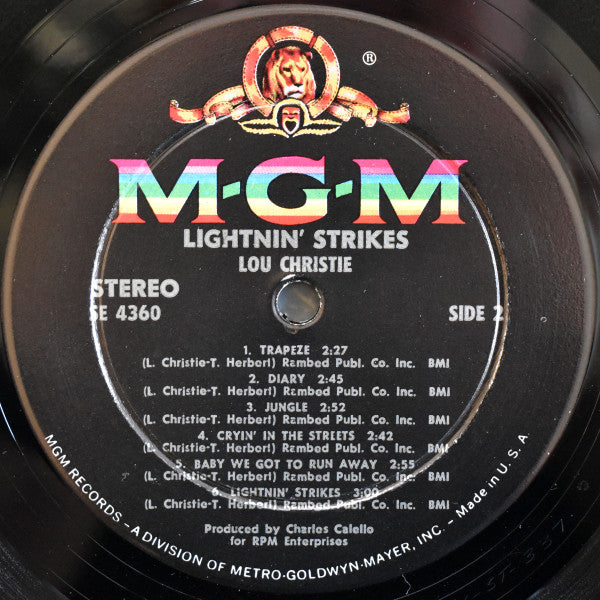 ®
M-G-M
LIGHTNIN' STRIKES
LOU CHRISTIE
STEREO
SE 4360
SIDE 2
1. TRAPEZE 2:27
(L. Christie-T. Herbert) Rambed Publ. Co. Inc. BMI
2. DIARY 2:45
(L. Christie-T. Herbert) Rambed Publ. Co. Inc. BMI
3. JUNGLE 2:52
(L. Christie-T. Herbert) Rambed Publ. Co. Inc. BMI
4. CRYIN' IN THE STREETS 2:42
(L. Christie-T. Herbert) Rambed Publ. Co. Inc. BMI
5. BABY WE GOT TO RUN AWAY 2:55
(L. Christie-T. Herbert) Rambed Publ. Co. Inc. BMI
6. LIGHTNIN' STRIKES 3:00
(L. Christie-T. Herbert) Rambed Publ. Co. Inc. BMI
Produced by Charles Calello
for RPM Enterprises
MGM RECORDS - A DIVISION OF METRO-GOLDWYN-MAYER, INC. - Made in U. S. A